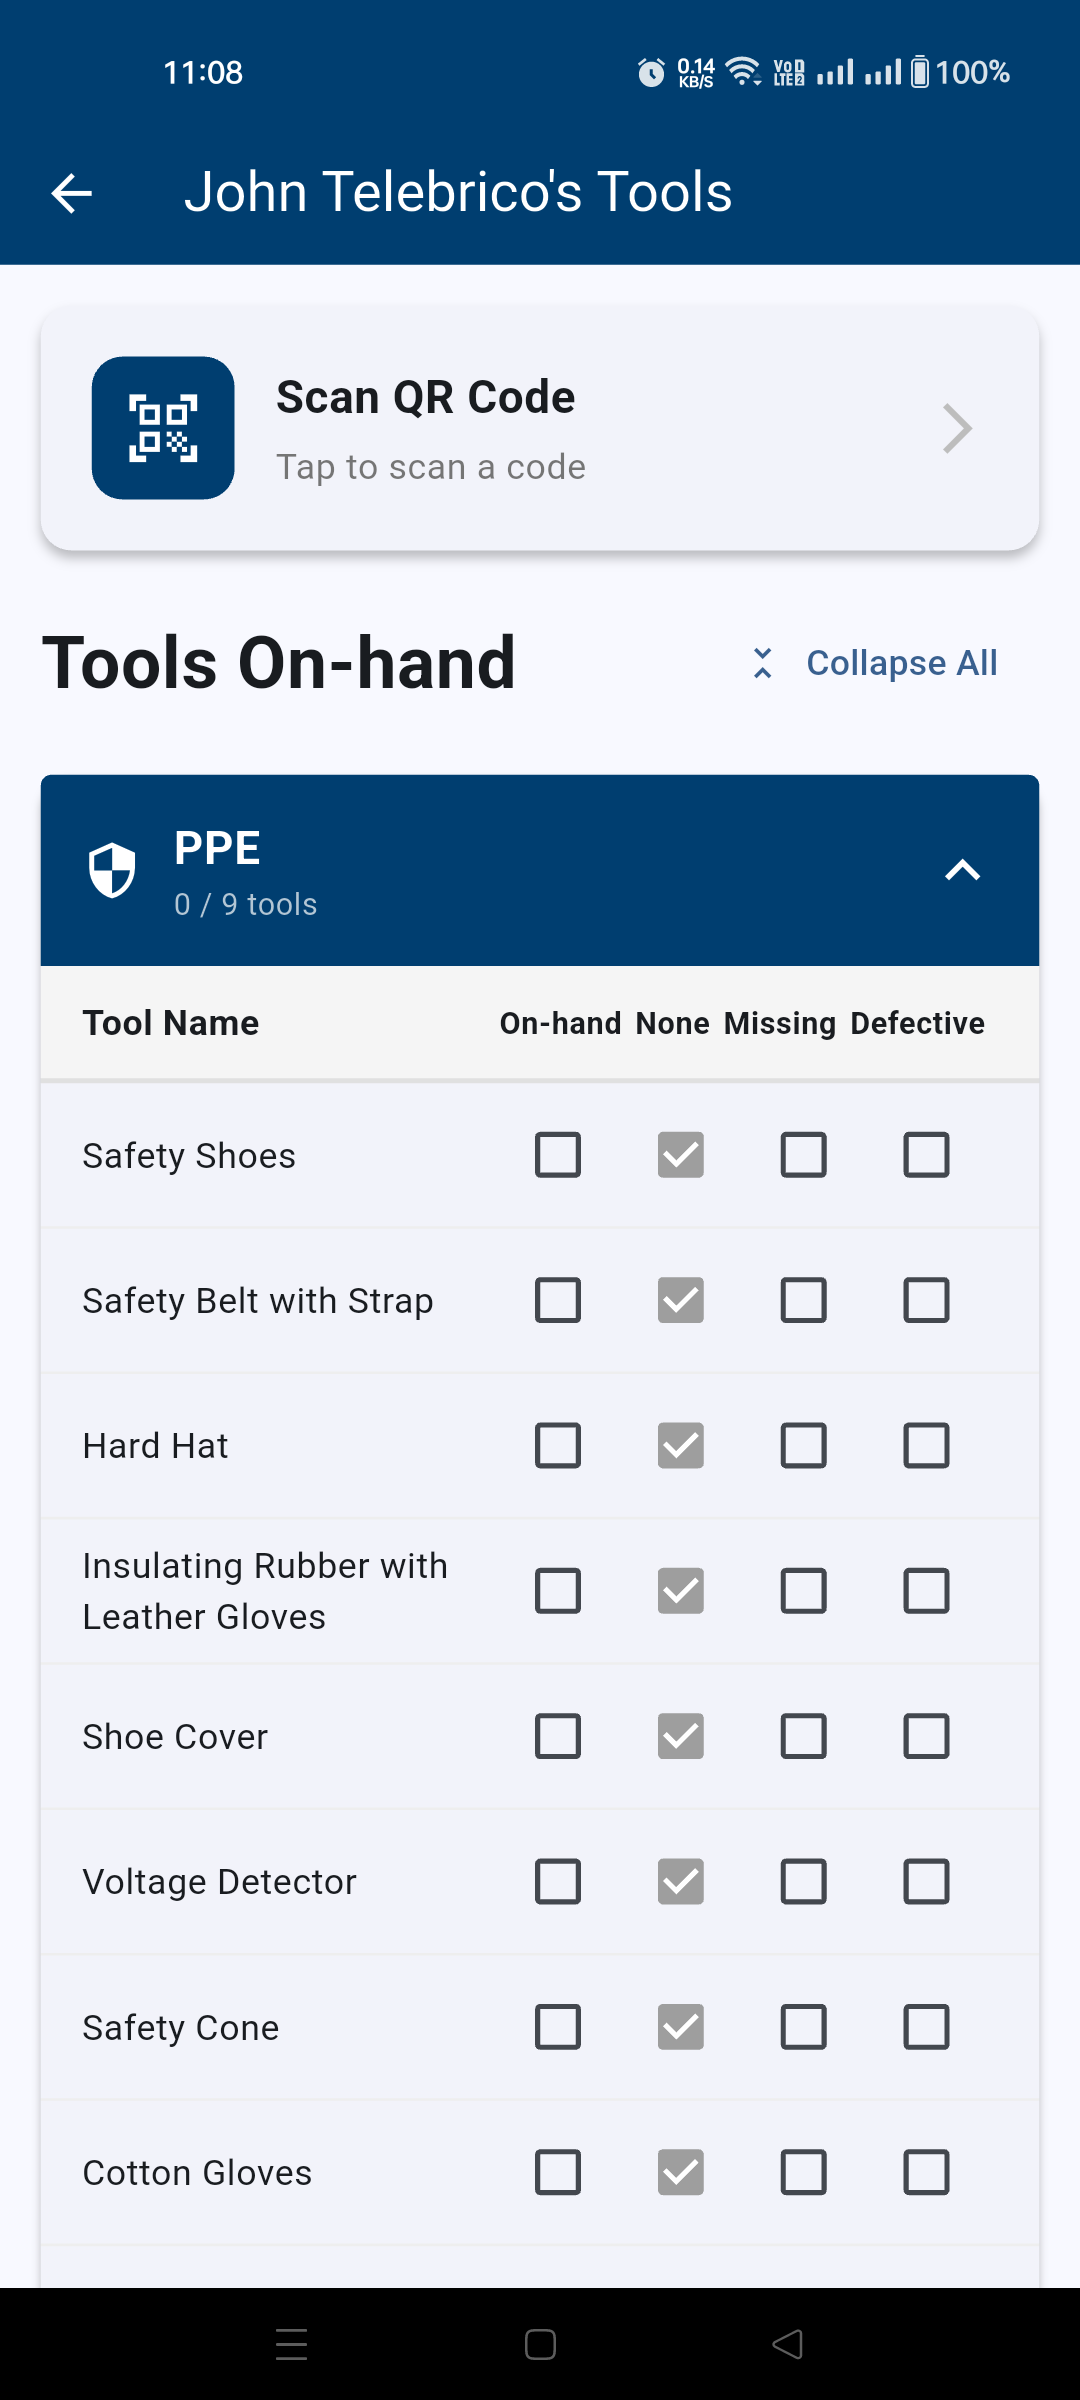 11:08
0.14
KB/S
Vo D
LTE 2
100%
John Telebrico's Tools
Scan QR Code
Tap to scan a code
Tools On-hand
Collapse All
PPE
0 / 9 tools
Tool Name On-hand None Missing Defective
Safety Shoes
Safety Belt with Strap
Hard Hat
Insulating Rubber with
Leather Gloves
Shoe Cover
Voltage Detector
Safety Cone
Cotton Gloves